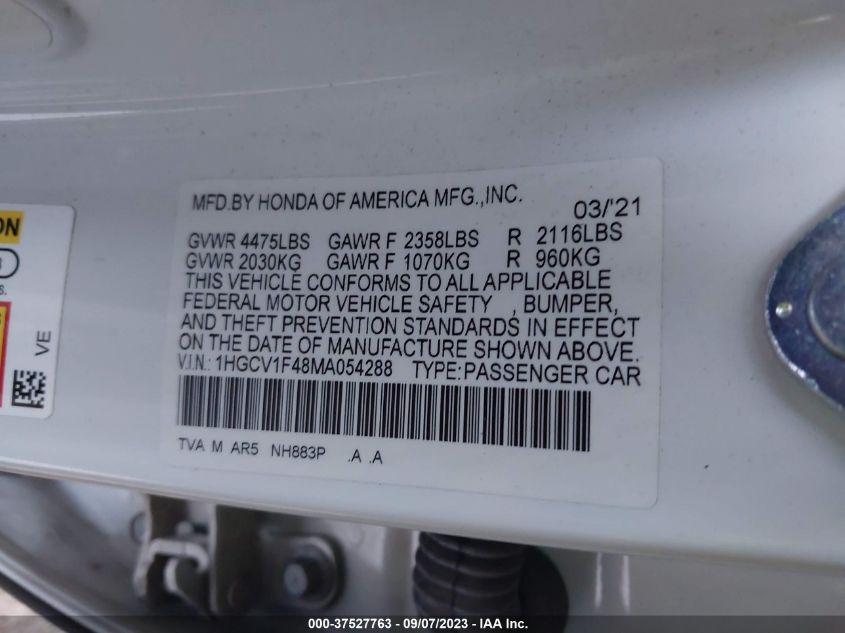 MFD.BY HONDA OF AMERICA MFG.,INC. 03/'21
GVWR 4475LBS GAWR F 2358LBS R 2116LBS
GVWR 2030KG GAWR F 1070KG R 960KG
THIS VEHICLE CONFORMS TO ALL APPLICABLE
FEDERAL MOTOR VEHICLE SAFETY , BUMPER,
AND THEFT PREVENTION STANDARDS IN EFFECT
ON THE DATE OF MANUFACTURE SHOWN ABOVE.
V.I.N.: 1HGCV1F48MA054288 TYPE:PASSENGER CAR
TVA M AR5 NH883P .A .A
VE
000-37527763 - 09/07/2023 - IAA Inc.